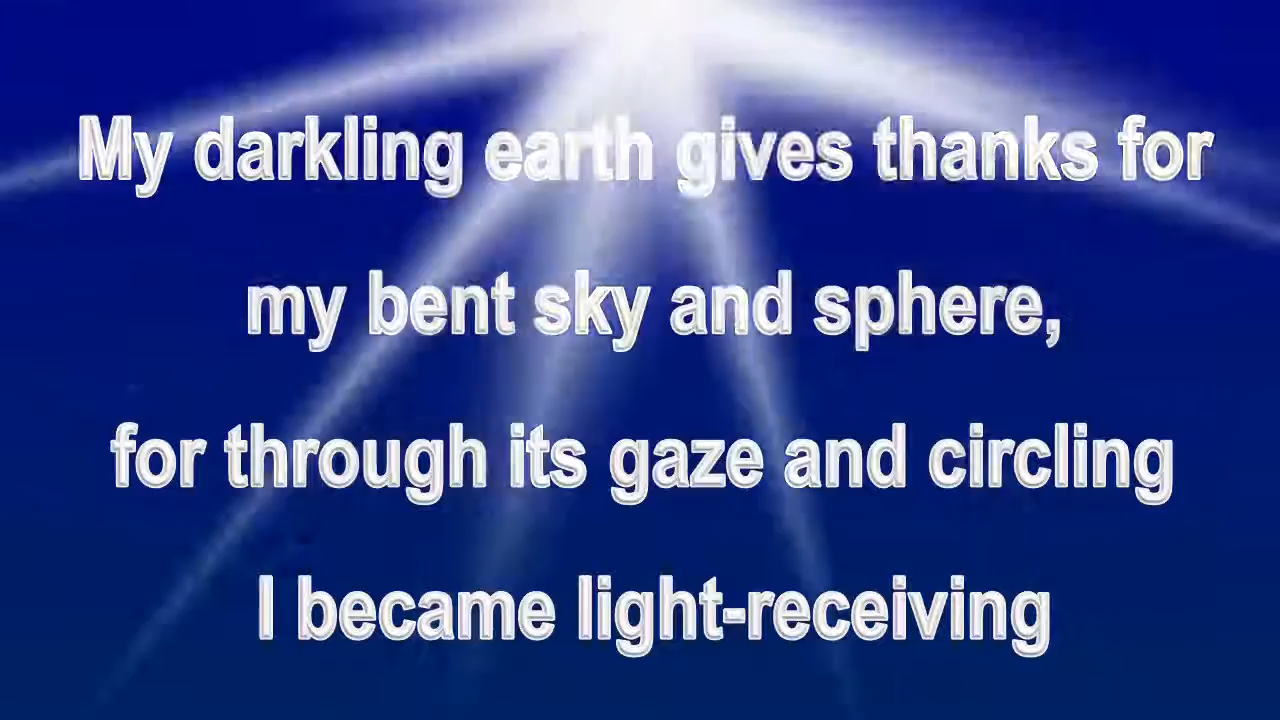 My darkling earth gives thanks for
my bent sky and sphere,
for through its gaze and circling
I became light-receiving